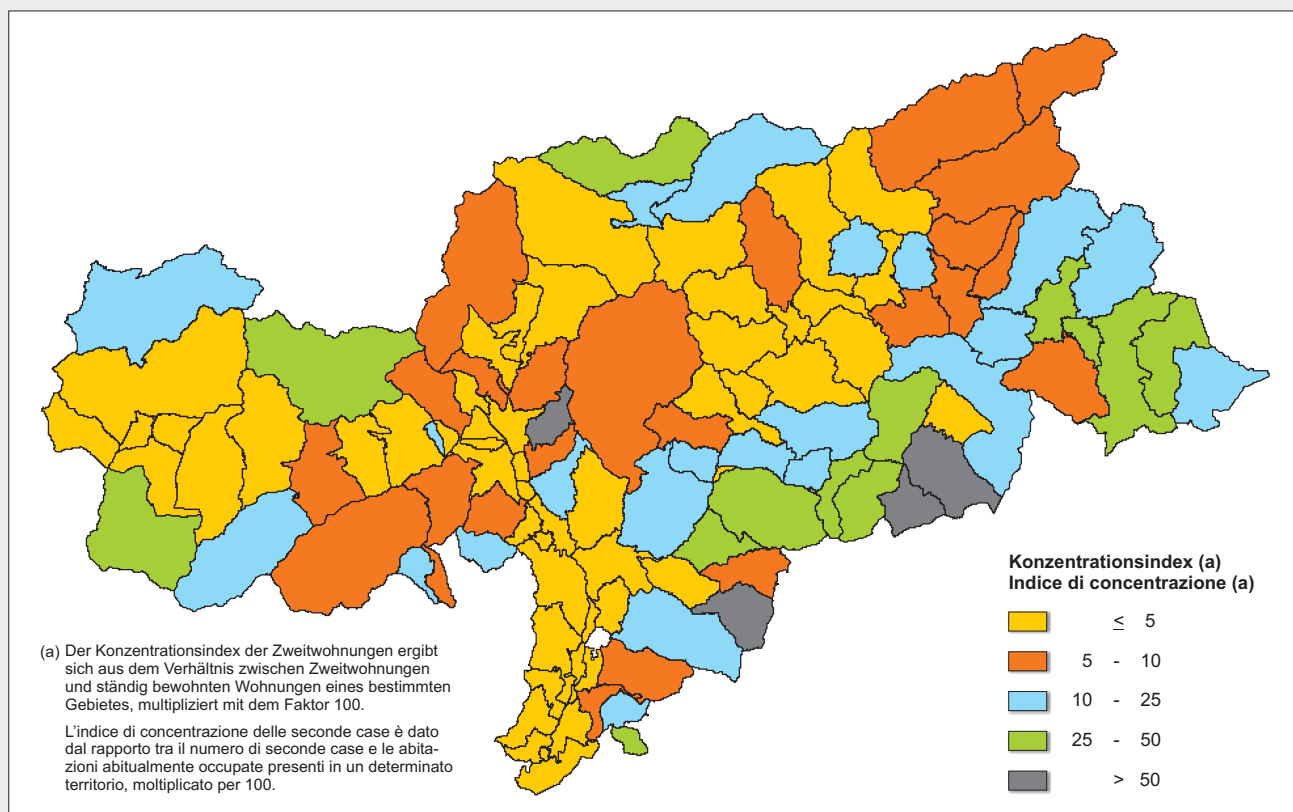 Konzentrationsindex (a)
Indice di concentrazione (a)
≤ 5
5 - 10
10 - 25
25 - 50
> 50
(a) Der Konzentrationsindex der Zweitwohnungen ergibt
sich aus dem Verhältnis zwischen Zweitwohnungen
und ständig bewohnten Wohnungen eines bestimmten
Gebietes, multipliziert mit dem Faktor 100.
L'indice di concentrazione delle seconde case è dato
dal rapporto tra il numero di seconde case e le abita-
zioni abitualmente occupate presenti in un determinato
territorio, moltiplicato per 100.